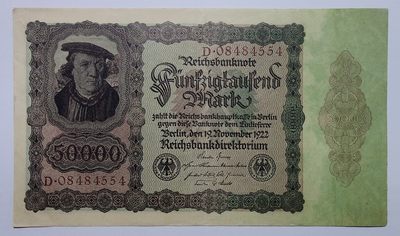 D·08484554
Reichsbanknote
Fünfzigtausend
Mark
zahlt die Reichsbankhauptkasse in Berlin
gegen diese Banknote dem Einlieferer
Berlin, den 19. November 1922
Reichsbankdirektorium
50000
D·08484554